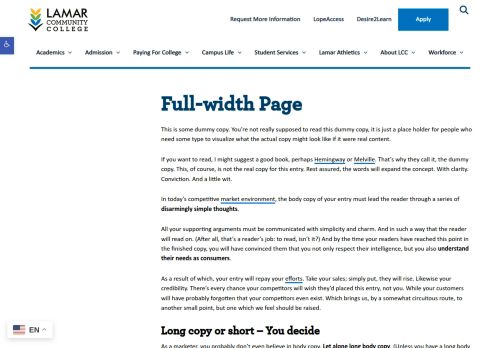 LAMAR
COMMUNITY
COLLEGE
Request More Information LopeAccess Desire2Learn Apply
Academics Admission Paying For College Campus Life Student Services Lamar Athletics About LCC Workforce
Full-width Page
This is some dummy copy. You're not really supposed to read this dummy copy, it is just a place holder for people who
need some type to visualize what the actual copy might look like if it were real content.
If you want to read, I might suggest a good book, perhaps Hemingway or Melville. That's why they call it, the dummy
copy. This, of course, is not the real copy for this entry. Rest assured, the words will expand the concept. With clarity.
Conviction. And a little wit.
In today's competitive market environment, the body copy of your entry must lead the reader through a series of
disarmingly simple thoughts.
All your supporting arguments must be communicated with simplicity and charm. And in such a way that the reader
will read on. (After all, that's a reader's job: to read, isn't it?) And by the time your readers have reached this point in
the finished copy, you will have convinced them that you not only respect their intelligence, but you also understand
their needs as consumers.
As a result of which, your entry will repay your efforts. Take your sales; simply put, they will rise. Likewise your
credibility. There's every chance your competitors will wish they'd placed this entry, not you. While your customers
will have probably forgotten that your competitors even exist. Which brings us, by a somewhat circuitous route, to
another small point, but one which we feel should be raised.
Long copy or short – You decide
As a marketer, you probably don't even believe in body copy. Let alone long body copy. (Unless you have a long body
EN